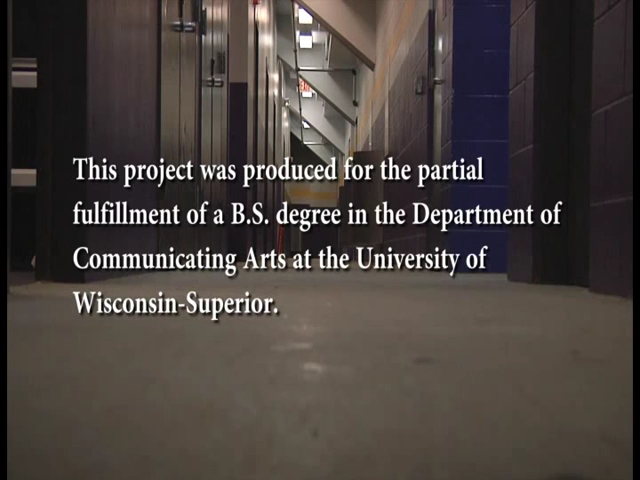 This project was produced for the partial
fulfillment of a B.S. degree in the Department of
Communicating Arts at the University of
Wisconsin-Superior.